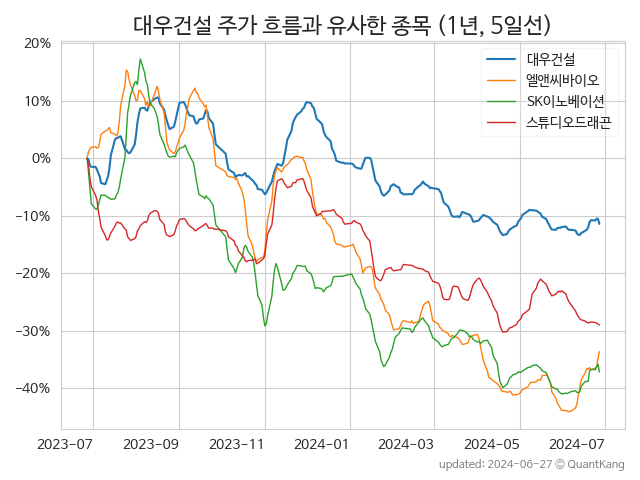 대우건설 주가 흐름과 유사한 종목 (1년, 5일선)
20%
10%
0%
−10%
−20%
−30%
−40%
대우건설
엘앤씨바이오
SK이노베이션
스튜디오드래곤
2023-07 2023-09 2023-11 2024-01 2024-03 2024-05 2024-07
updated: 2024-06-27 © QuantKang